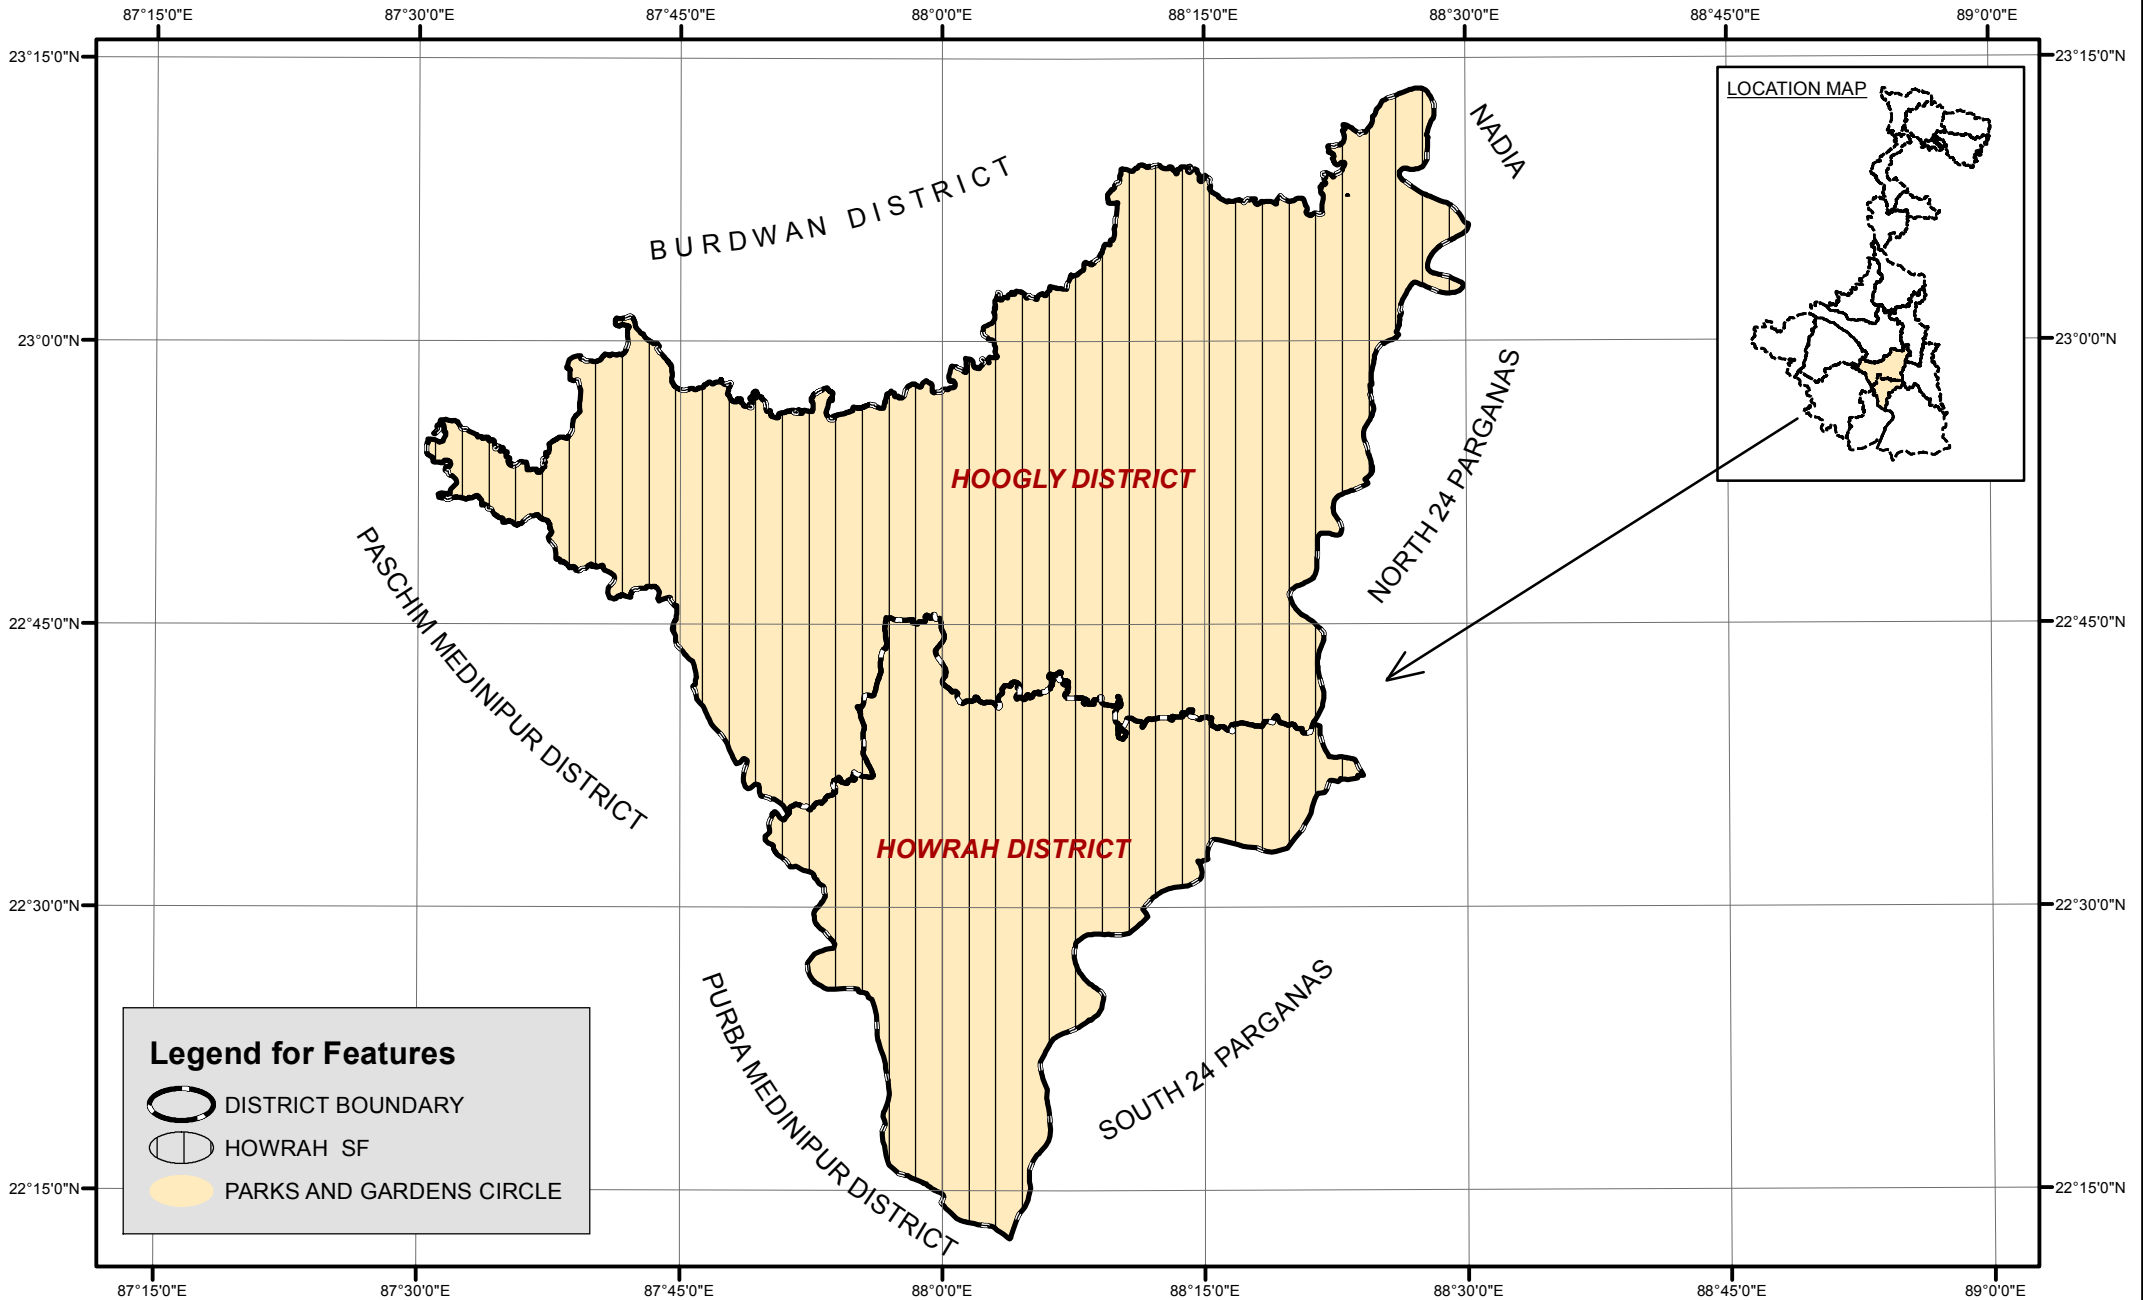 87°15'0"E 87°30'0"E 87°45'0"E 88°0'0"E 88°15'0"E 88°30'0"E 88°45'0"E 89°0'0"E
23°15'0"N 23°15'0"N
LOCATION MAP
NADIA
BURDWAN DISTRICT
23°0'0"N 23°0'0"N
NORTH 24 PARGANAS
HOOGLY DISTRICT
PASCHIM MEDINIPUR DISTRICT
22°45'0"N 22°45'0"N
HOWRAH DISTRICT
22°30'0"N 22°30'0"N
PURBA MEDINIPUR DISTRICT
SOUTH 24 PARGANAS
Legend for Features
DISTRICT BOUNDARY
HOWRAH SF
PARKS AND GARDENS CIRCLE
22°15'0"N 22°15'0"N
87°15'0"E 87°30'0"E 87°45'0"E 88°0'0"E 88°15'0"E 88°30'0"E 88°45'0"E 89°0'0"E